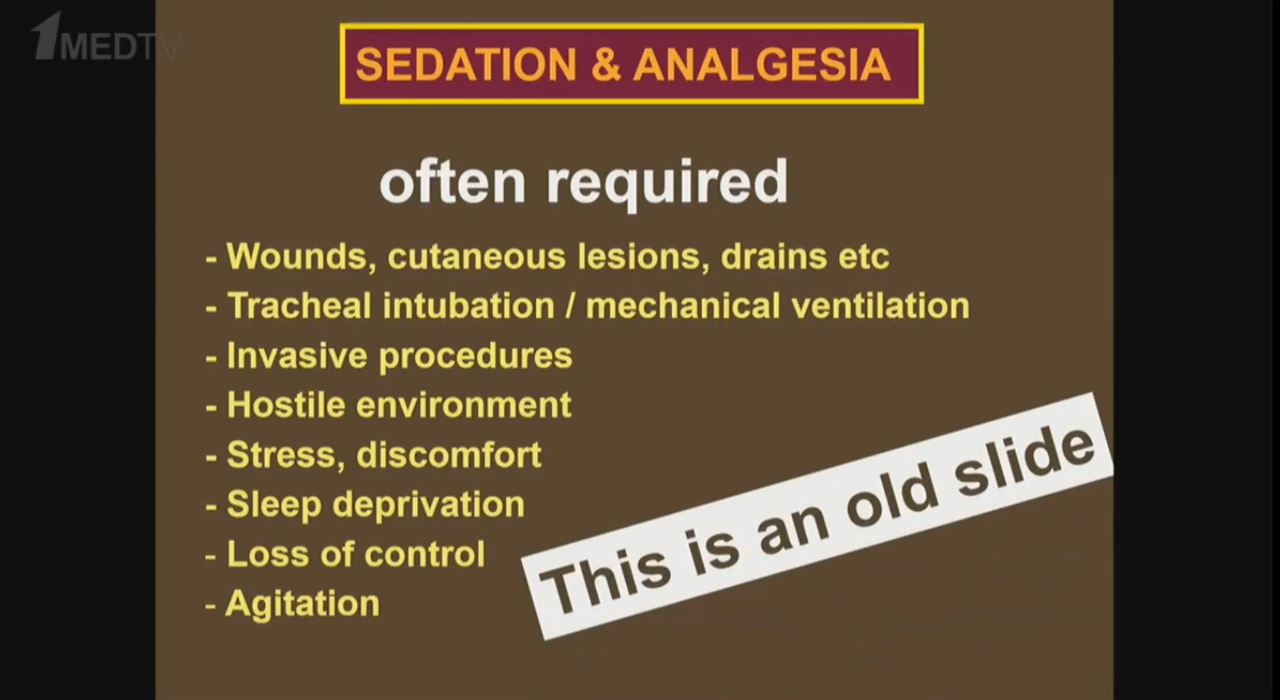 1MEDTV
SEDATION & ANALGESIA
often required
- Wounds, cutaneous lesions, drains etc
- Tracheal intubation / mechanical ventilation
- Invasive procedures
- Hostile environment
- Stress, discomfort
- Sleep deprivation
- Loss of control
- Agitation
This is an old slide